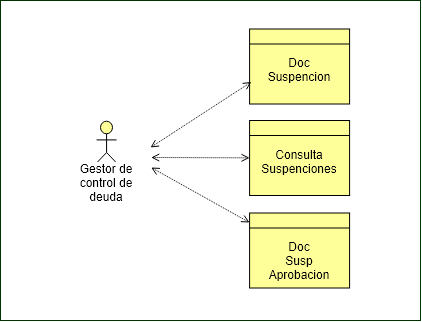 Doc
Suspencion
Gestor de
control de
deuda
Consulta
Suspenciones
Doc
Susp
Aprobacion